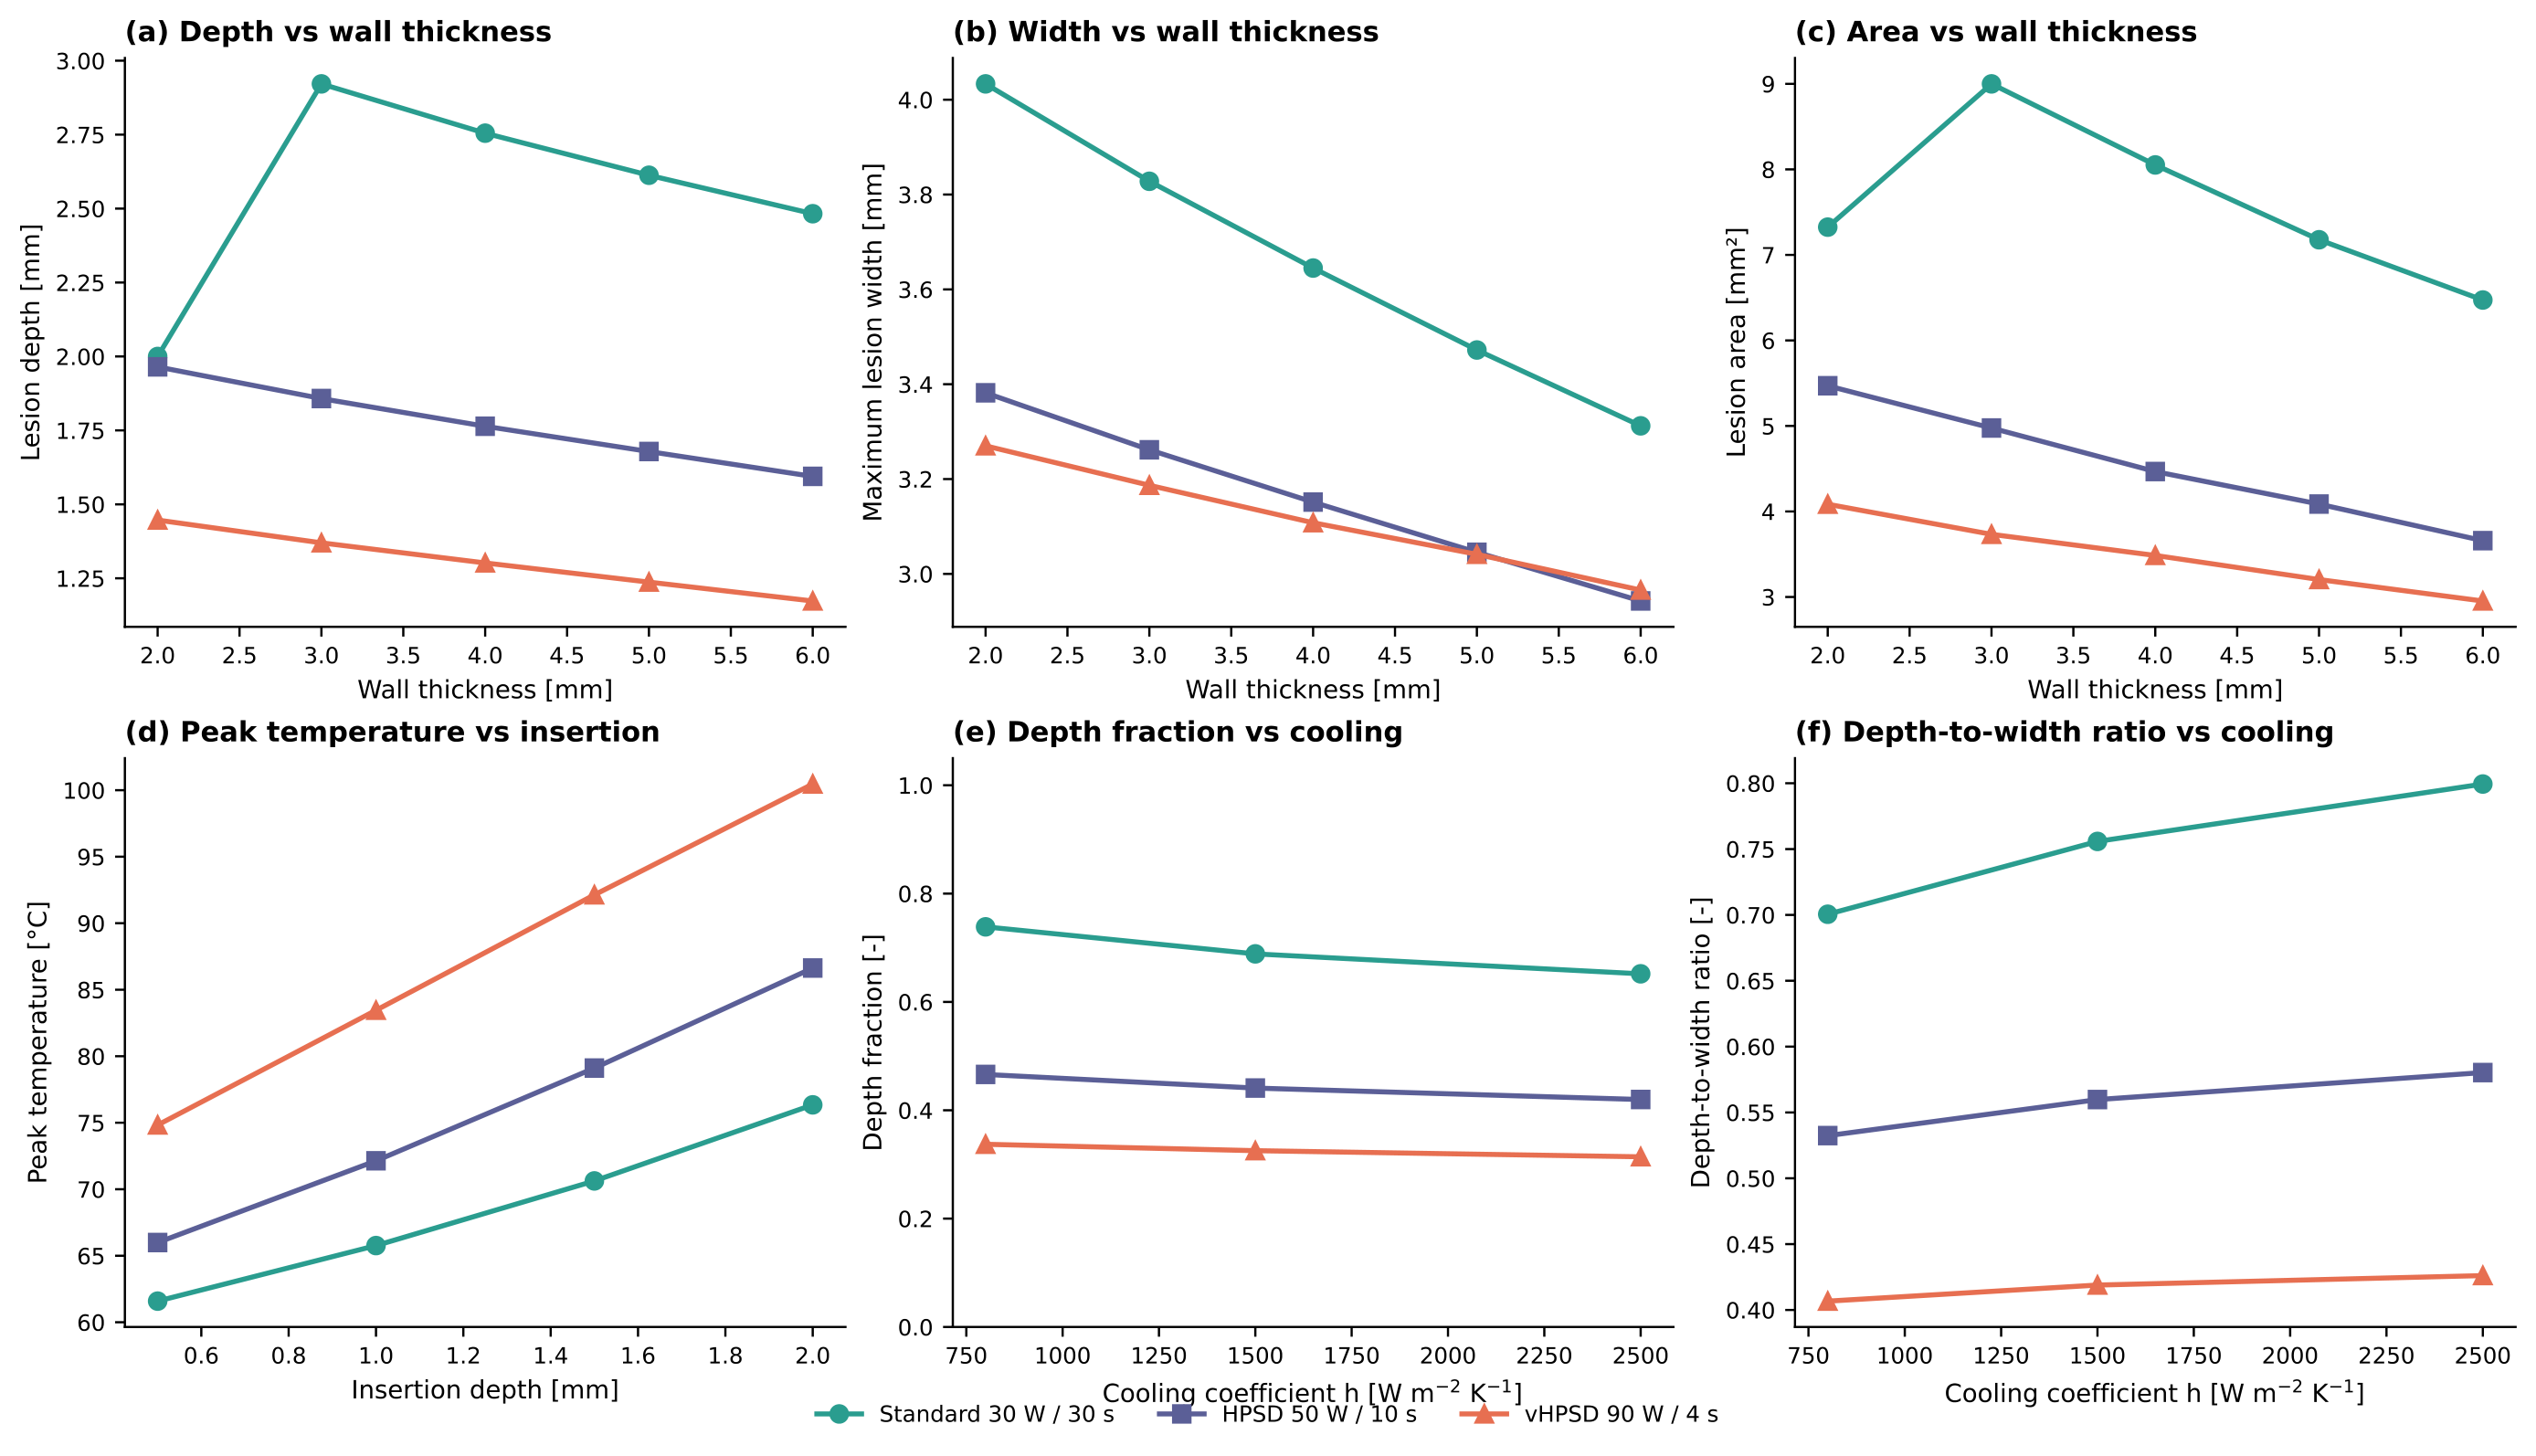 (a) Depth vs wall thickness
3.00
2.75
2.50
2.25
2.00
1.75
1.50
1.25
Lesion depth [mm]
2.0 2.5 3.0 3.5 4.0 4.5 5.0 5.5 6.0
Wall thickness [mm]
(b) Width vs wall thickness
4.0
3.8
3.6
3.4
3.2
3.0
Maximum lesion width [mm]
2.0 2.5 3.0 3.5 4.0 4.5 5.0 5.5 6.0
Wall thickness [mm]
(c) Area vs wall thickness
9
8
7
6
5
4
3
Lesion area [mm²]
2.0 2.5 3.0 3.5 4.0 4.5 5.0 5.5 6.0
Wall thickness [mm]
(d) Peak temperature vs insertion
100
95
90
85
80
75
70
65
60
Peak temperature [°C]
0.6 0.8 1.0 1.2 1.4 1.6 1.8 2.0
Insertion depth [mm]
(e) Depth fraction vs cooling
1.0
0.8
0.6
0.4
0.2
0.0
Depth fraction [-]
750 1000 1250 1500 1750 2000 2250 2500
Cooling coefficient h [W m⁻² K⁻¹]
(f) Depth-to-width ratio vs cooling
0.80
0.75
0.70
0.65
0.60
0.55
0.50
0.45
0.40
Depth-to-width ratio [-]
750 1000 1250 1500 1750 2000 2250 2500
Cooling coefficient h [W m⁻² K⁻¹]
Standard 30 W / 30 s HPSD 50 W / 10 s vHPSD 90 W / 4 s